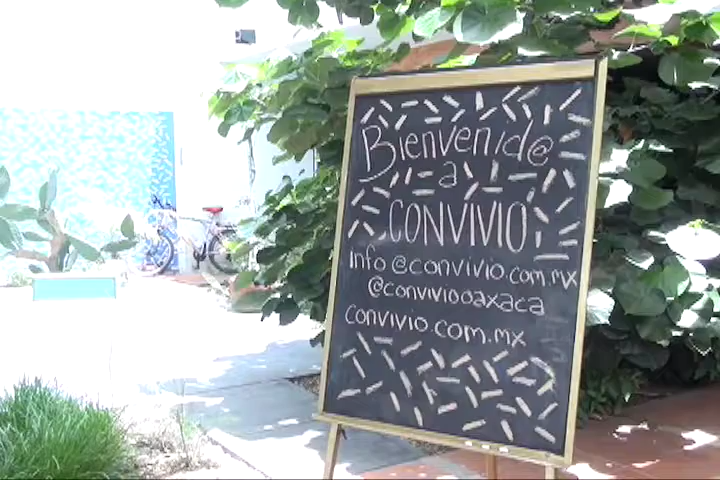 Bienvenid@
a
CONVIVIO
Info@convivio.com.mx
@conviviooaxaca
convivio.com.mx